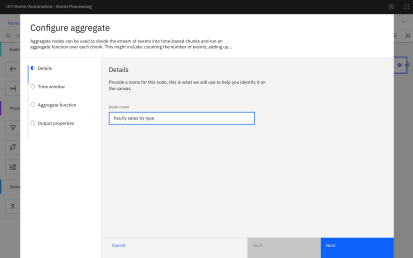 IBM Event Automation - Event Processing
Configure aggregate
Aggregate nodes can be used to divide the stream of events into time-based chunks and run an
aggregate function over each chunk. This might include: counting the number of events, adding up...
Details
Time window
Aggregate function
Output properties
Details
Provide a name for this node, this is what we will use to help you identify it on
the canvas.
Node name
hourly sales by type
Cancel
Back
Next